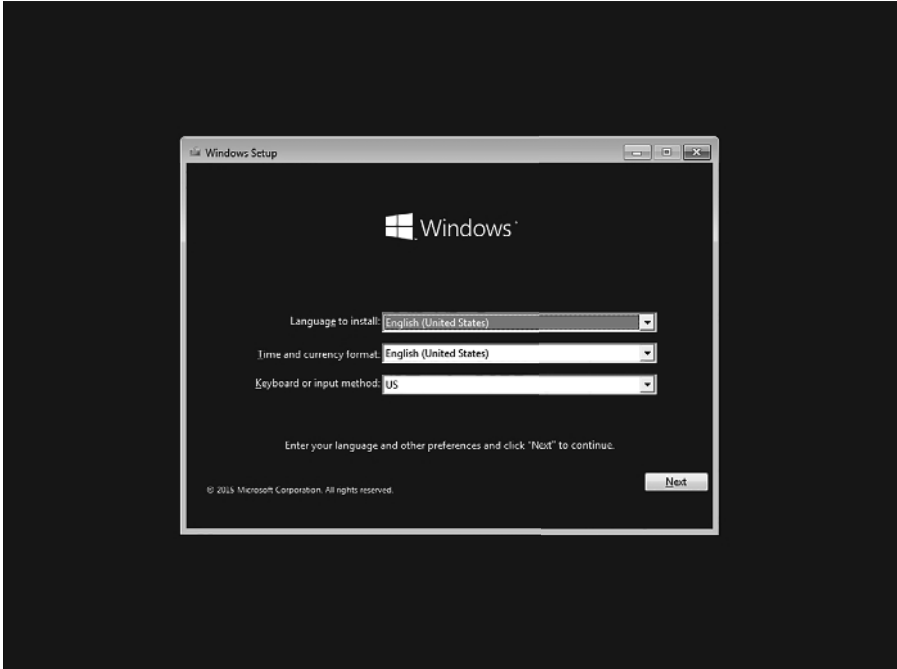 Windows Setup
Windows
Language to install: English (United States)
Time and currency format: English (United States)
Keyboard or input method: US
Enter your language and other preferences and click "Next" to continue.
Next
© 2015 Microsoft Corporation. All rights reserved.